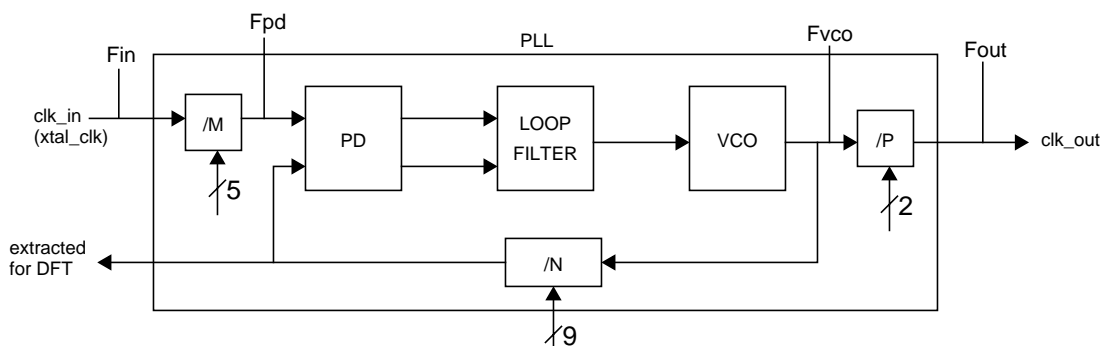 Fpd
Fvco
PLL
Fin
Fout
clk_in
(xtal_clk)
/M
PD
LOOP
FILTER
VCO
/P
clk_out
5
2
extracted
for DFT
/N
9